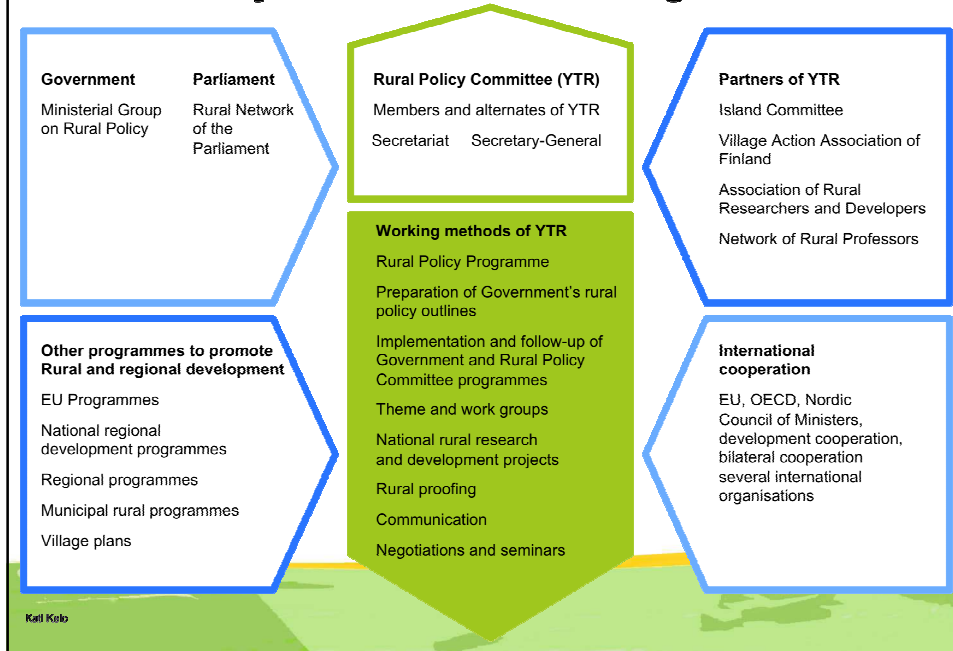 Government
Ministerial Group
on Rural Policy
Parliament
Rural Network
of the
Parliament
Rural Policy Committee (YTR)
Members and alternates of YTR
Secretariat Secretary-General
Partners of YTR
Island Committee
Village Action Association of
Finland
Association of Rural
Researchers and Developers
Network of Rural Professors
Working methods of YTR
Rural Policy Programme
Preparation of Government's rural
policy outlines
Implementation and follow-up of
Government and Rural Policy
Committee programmes
Theme and work groups
National rural research
and development projects
Rural proofing
Communication
Negotiations and seminars
Other programmes to promote
Rural and regional development
EU Programmes
National regional
development programmes
Regional programmes
Municipal rural programmes
Village plans
International
cooperation
EU, OECD, Nordic
Council of Ministers,
development cooperation,
bilateral cooperation
several international
organisations
Kati Kelo